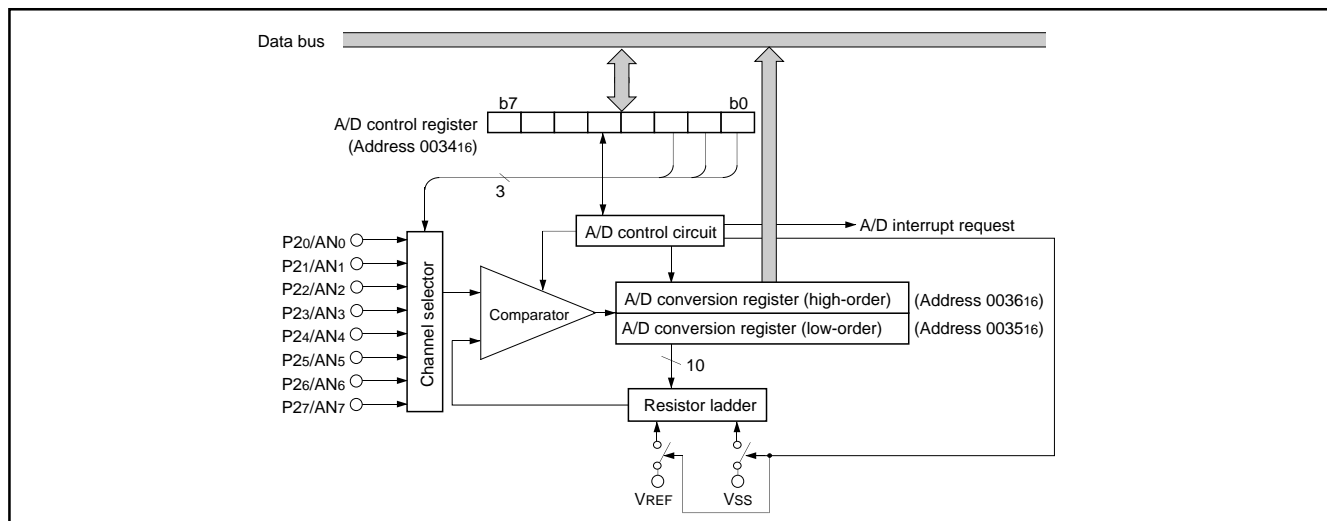 Data bus
b7 b0
A/D control register
(Address 003416)
3
A/D control circuit
A/D interrupt request
P20/AN0
P21/AN1
P22/AN2
P23/AN3
P24/AN4
P25/AN5
P26/AN6
P27/AN7
Channel selector
Comparator
A/D conversion register (high-order) (Address 003616)
A/D conversion register (low-order) (Address 003516)
10
Resistor ladder
VREF VSS